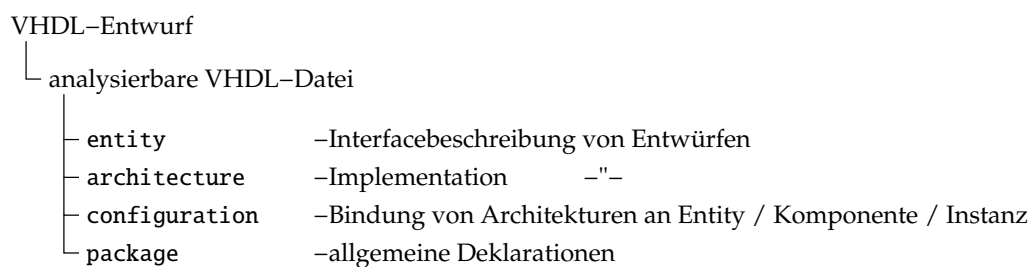 VHDL–Entwurf
analysierbare VHDL–Datei
entity –Interfacebeschreibung von Entwürfen
architecture –Implementation –"–
configuration –Bindung von Architekturen an Entity / Komponente / Instanz
package –allgemeine Deklarationen